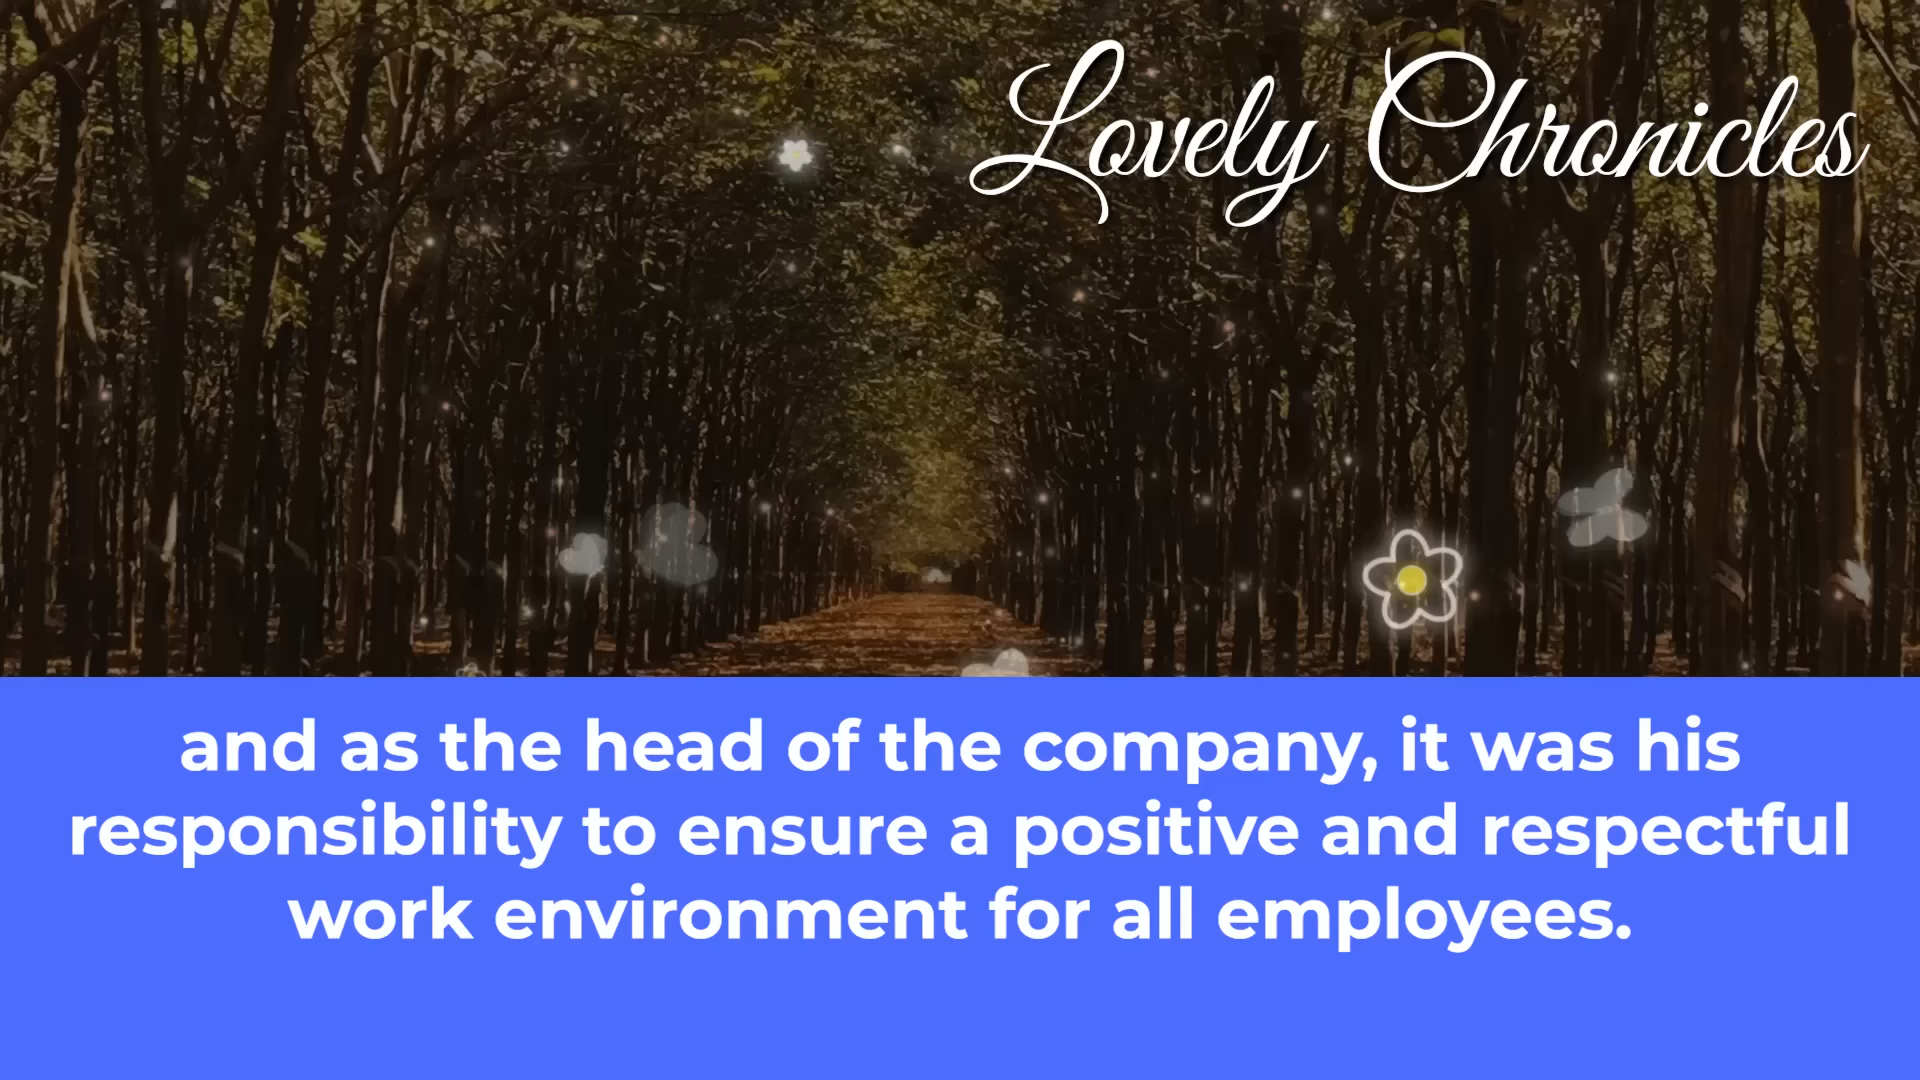 Lovely Chronicles
and as the head of the company, it was his
responsibility to ensure a positive and respectful
work environment for all employees.